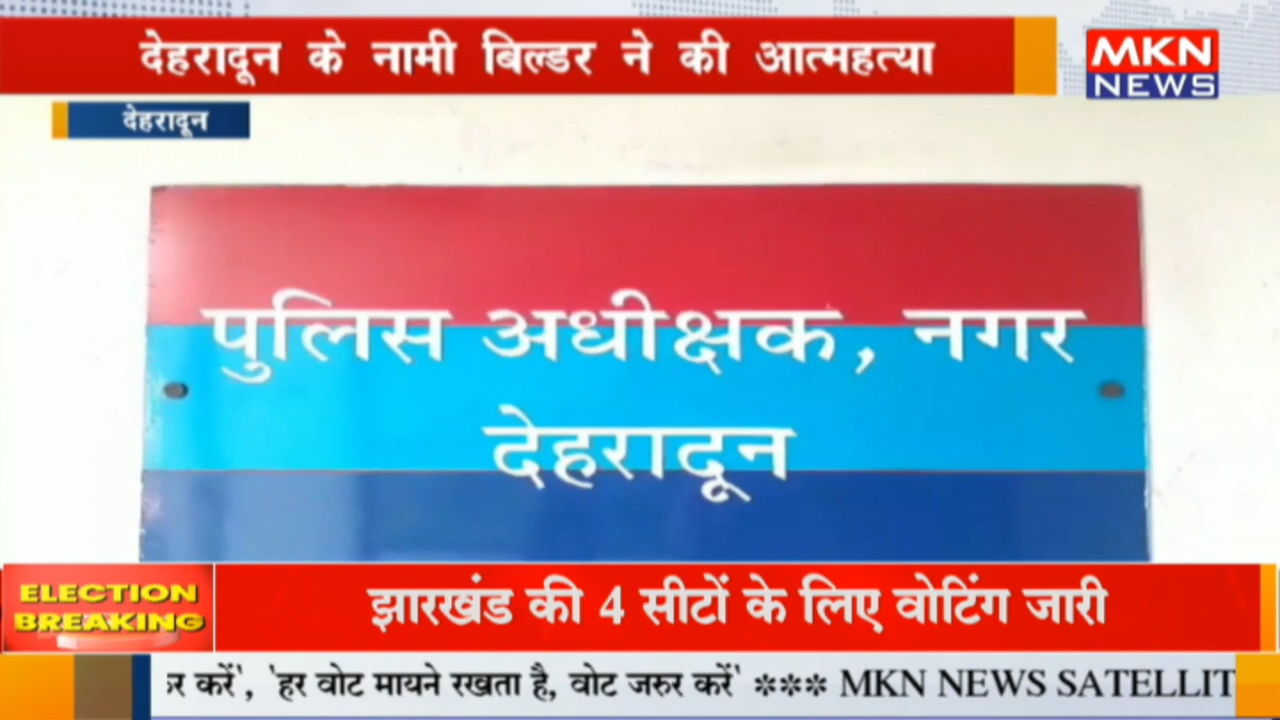 देहरादून के नामी बिल्डर ने की आत्महत्या
MKN
NEWS
देहरादून
पुलिस अधीक्षक, नगर
देहरादून
ELECTION
BREAKING
झारखंड की 4 सीटों के लिए वोटिंग जारी
करें', 'हर वोट मायने रखता है, वोट जरुर करें' *** MKN NEWS SATELLIT